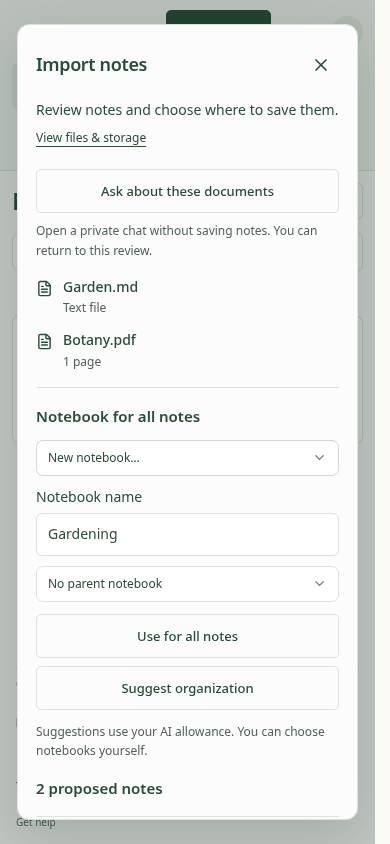 Import notes
Review notes and choose where to save them.
View files & storage
Ask about these documents
Open a private chat without saving notes. You can
return to this review.
Garden.md
Text file
Botany.pdf
1 page
Notebook for all notes
New notebook...
Notebook name
Gardening
No parent notebook
Use for all notes
Suggest organization
Suggestions use your AI allowance. You can choose
notebooks yourself.
2 proposed notes
Get help